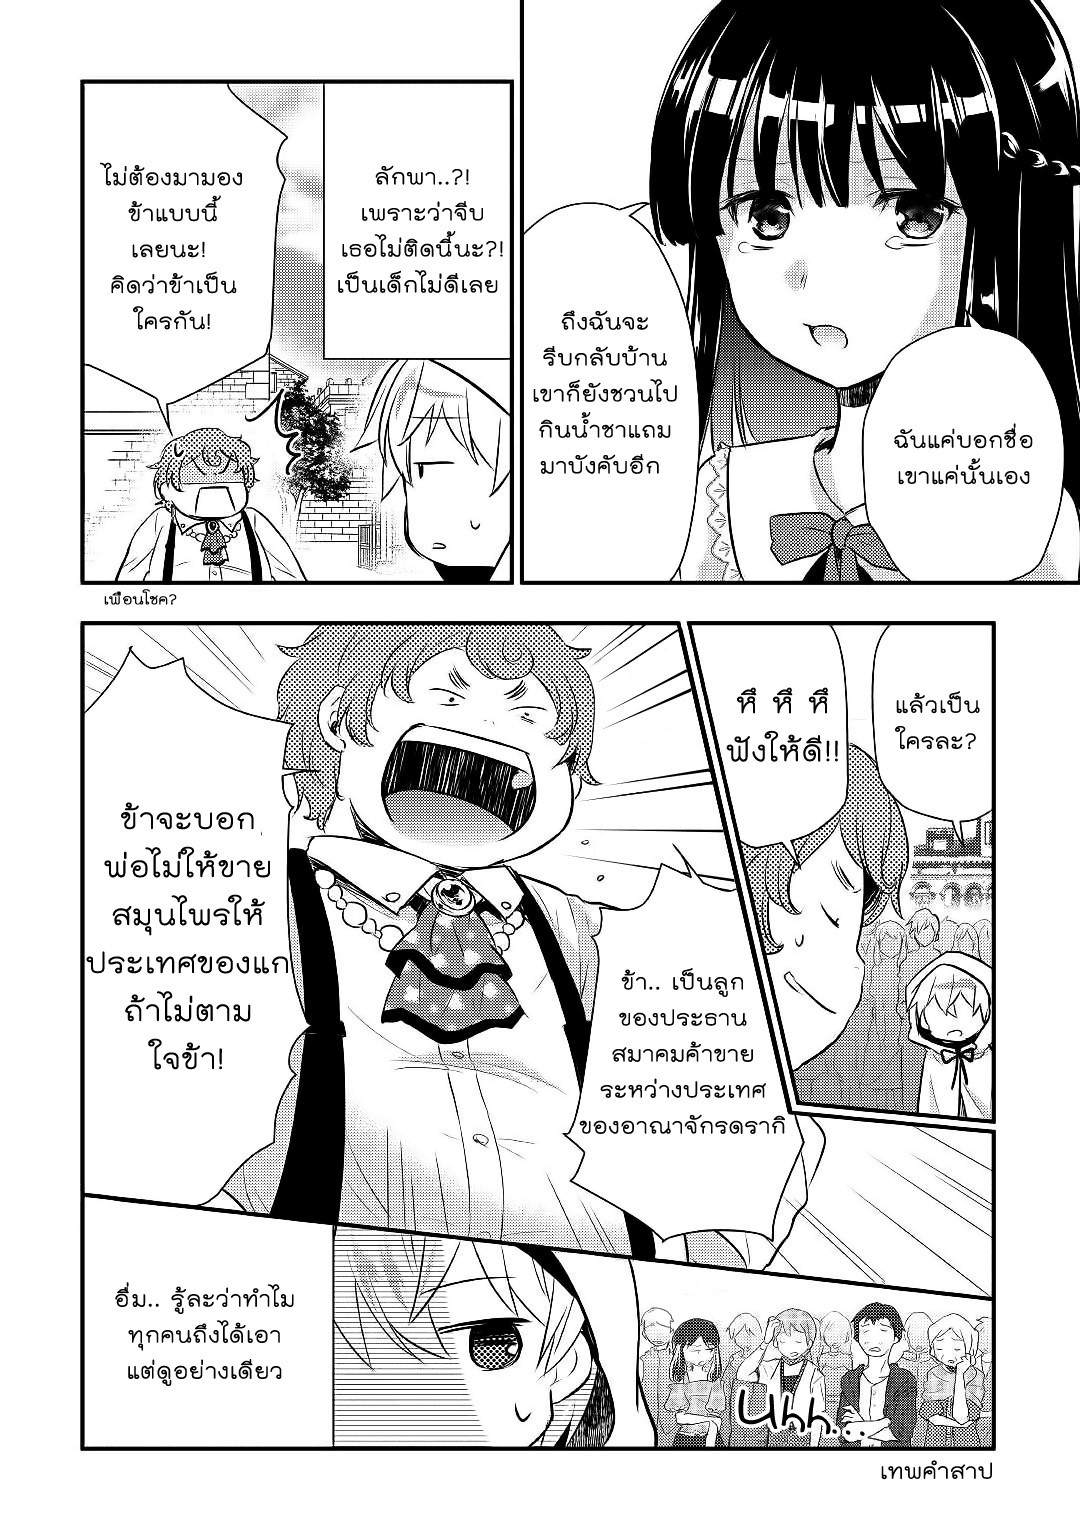 ฉันแค่บอกชื่อ
เขาแค่นั้นเอง
ถึงฉันจะ
รีบกลับบ้าน
เขาก็ยังชวนไป
กินน้ำชาแถม
มาบังคับอีก
ลักพา..?!
เพราะว่าจีบ
เธอไม่ติดนี้นะ?!
เป็นเด็กไม่ดีเลย
ไม่ต้องมามอง
ข้าแบบนี้
เลยนะ!
คิดว่าข้าเป็น
ใครกัน!
เพื่อนโชค?
แล้วเป็น
ใครละ?
หึ หึ หึ
ฟังให้ดี!!
ข้า.. เป็นลูก
ของประธาน
สมาคมค้าขาย
ระหว่างประเทศ
ของอาณาจักรดรากิ
ข้าจะบอก
พ่อไม่ให้ขาย
สมุนไพรให้
ประเทศของแก
ถ้าไม่ตาม
ใจข้า!
Uhh...
อื่ม.. รู้ละว่าทำไม
ทุกคนถึงได้เอา
แต่ดูอย่างเดียว
เทพคำสาป